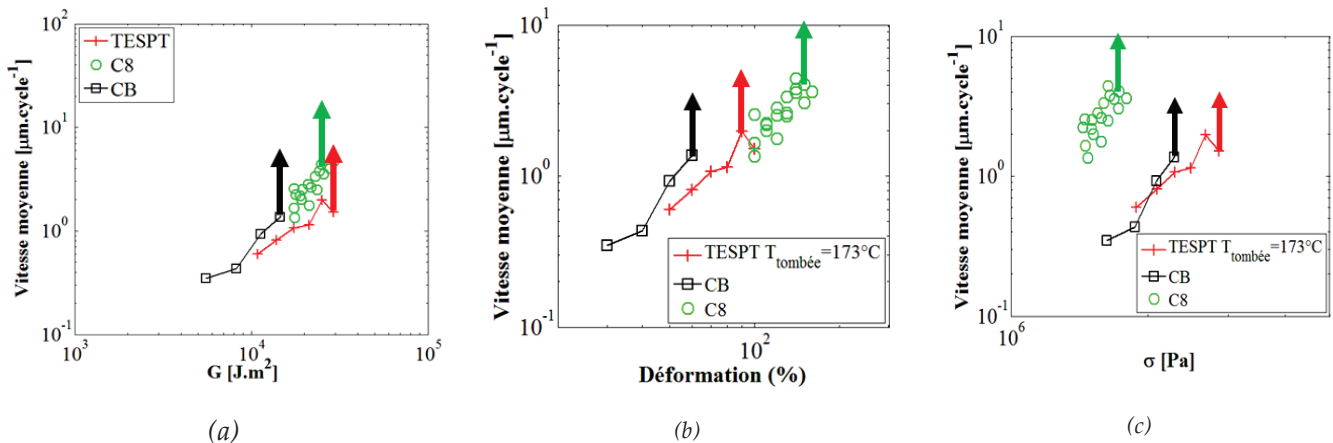 10^2
10^1
10^0
10^-1
Vitesse moyenne [µm.cycle^-1]
TESPT
C8
CB
10^3
10^4
10^5
G [J.m^2]
(a)
10^1
10^0
10^-1
Vitesse moyenne [µm.cycle^-1]
TESPT T_tombée=173°C
CB
C8
10^2
Déformation (%)
(b)
10^1
10^0
10^-1
Vitesse moyenne [µm.cycle^-1]
TESPT T_tombée=173°C
CB
C8
10^6
σ [Pa]
(c)